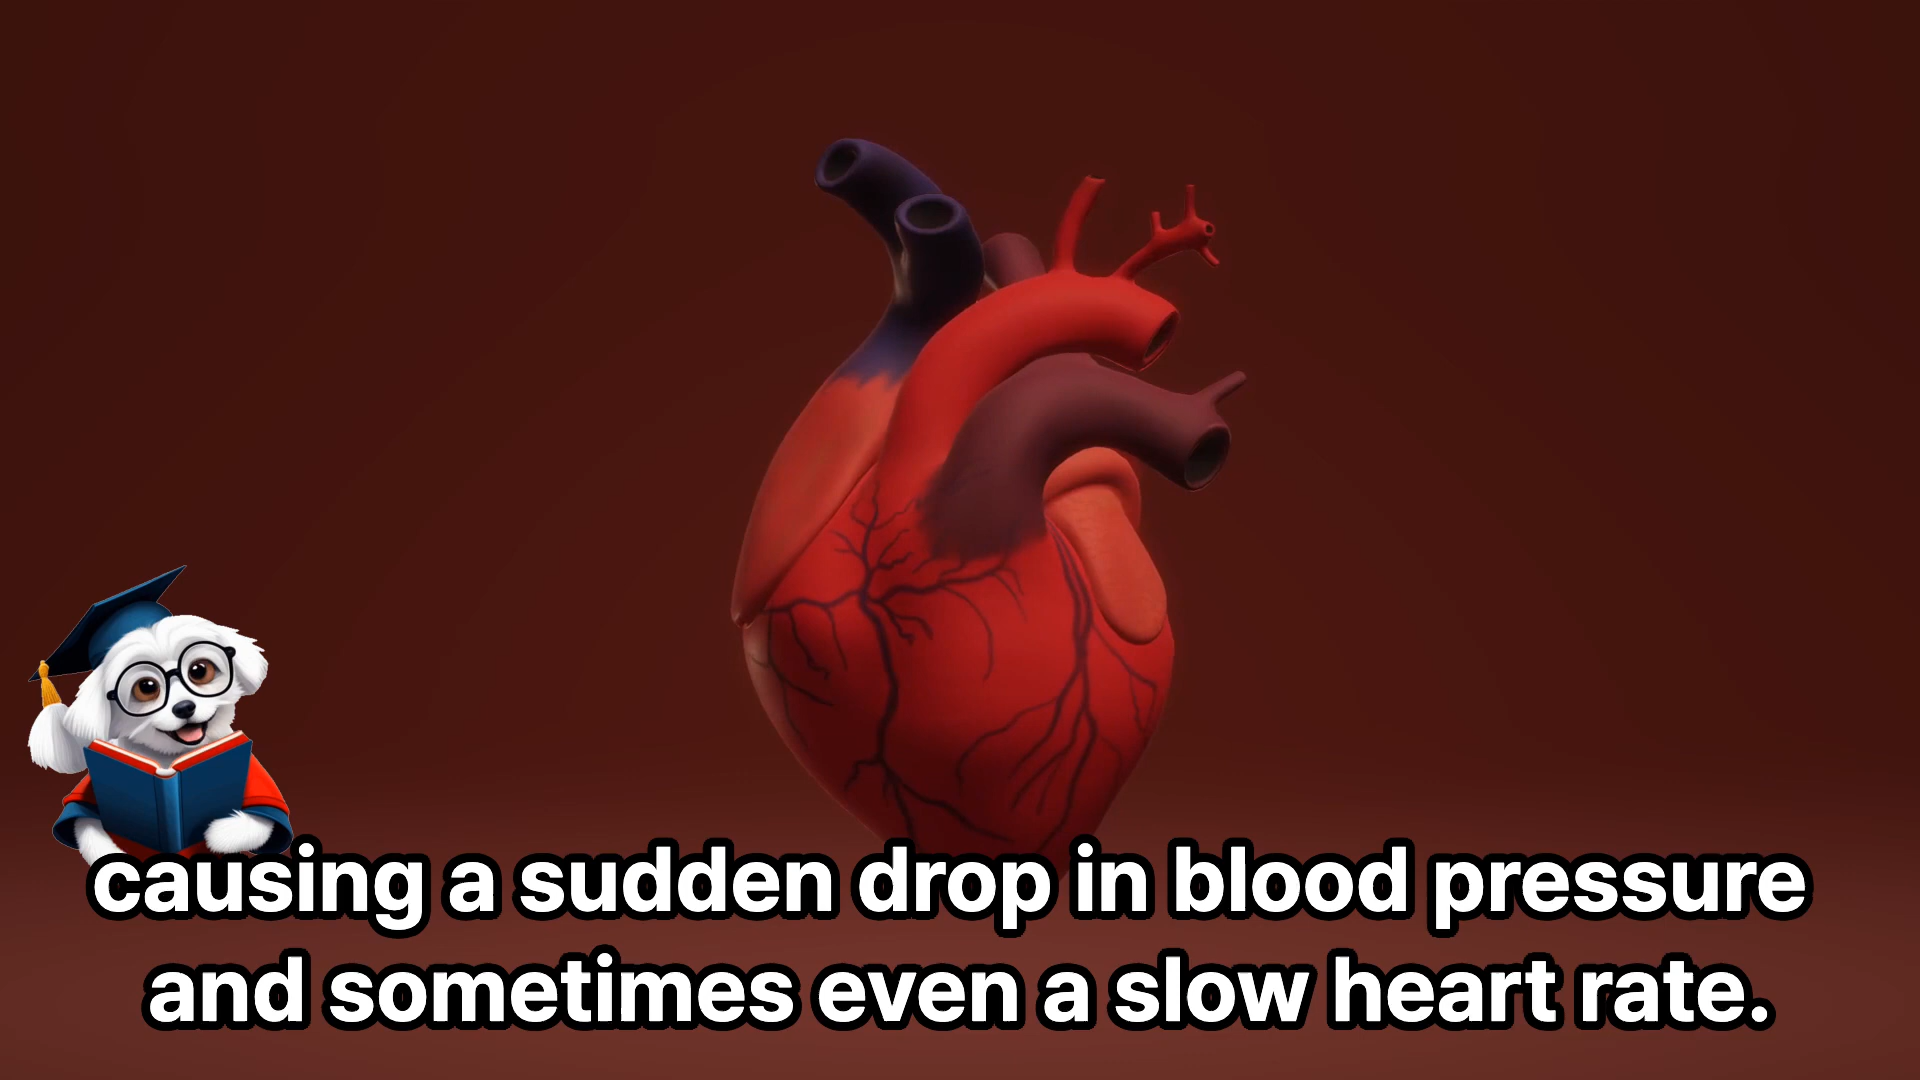 causing a sudden drop in blood pressure
and sometimes even a slow heart rate.